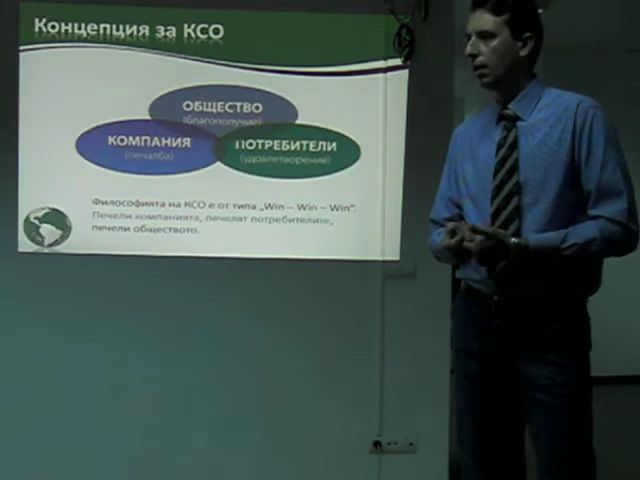 Концепция за КСО
ОБЩЕСТВО
(благополучие)
КОМПАНИЯ
(печалба)
ПОТРЕБИТЕЛИ
(удовлетворение)
Философията на КСО е от типа „Win – Win – Win“.
Печели компанията, печелят потребителите,
печели обществото.